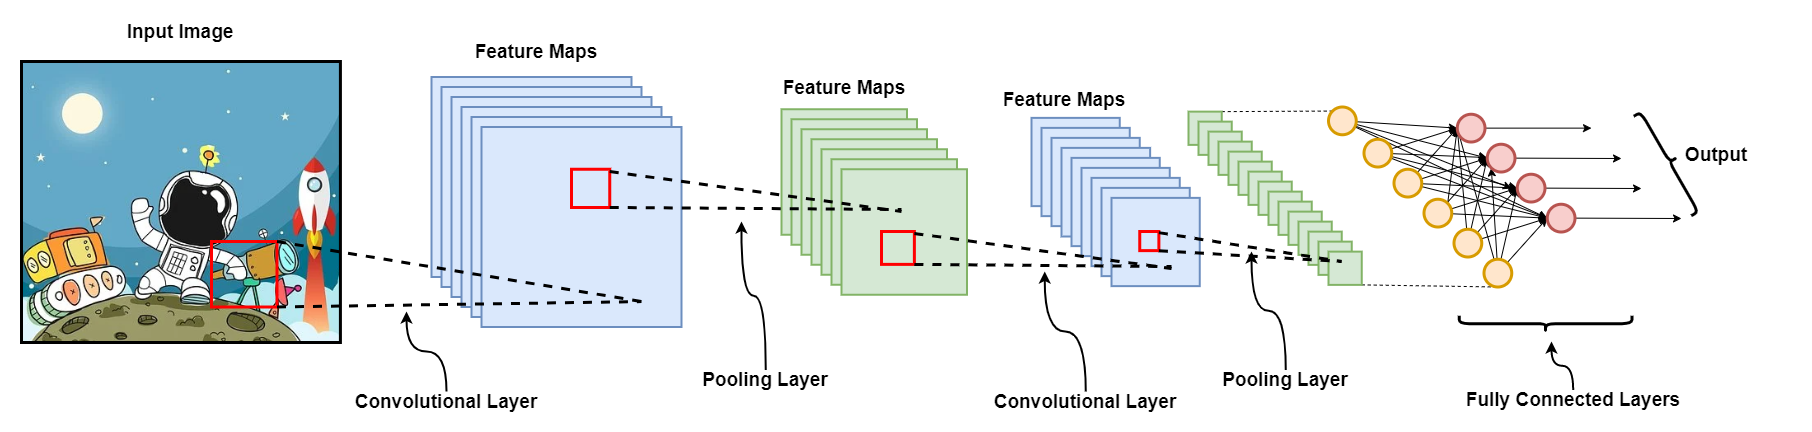 Input Image
Feature Maps
Feature Maps
Feature Maps
Output
Pooling Layer
Pooling Layer
Convolutional Layer
Convolutional Layer
Fully Connected Layers